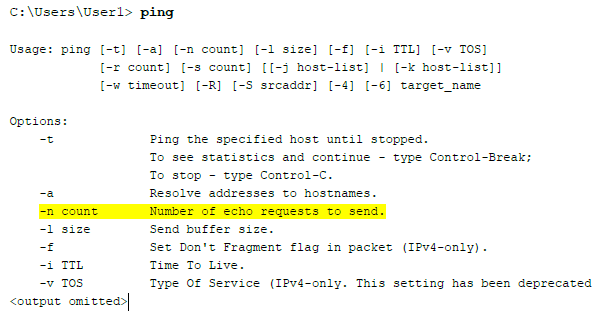 C:\Users\User1> ping
Usage: ping [-t] [-a] [-n count] [-l size] [-f] [-i TTL] [-v TOS]
[-r count] [-s count] [[-j host-list] | [-k host-list]]
[-w timeout] [-R] [-S srcaddr] [-4] [-6] target_name
Options:
-t Ping the specified host until stopped.
To see statistics and continue - type Control-Break;
To stop - type Control-C.
-a Resolve addresses to hostnames.
-n count Number of echo requests to send.
-l size Send buffer size.
-f Set Don't Fragment flag in packet (IPv4-only).
-i TTL Time To Live.
-v TOS Type Of Service (IPv4-only. This setting has been deprecated
<output omitted>